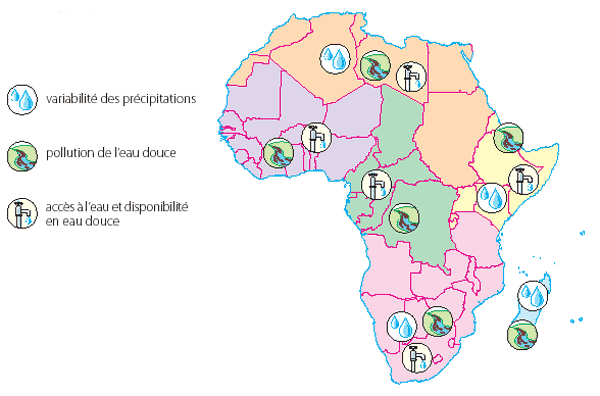 variabilité des précipitations
pollution de l'eau douce
accès à l'eau et disponibilité
en eau douce